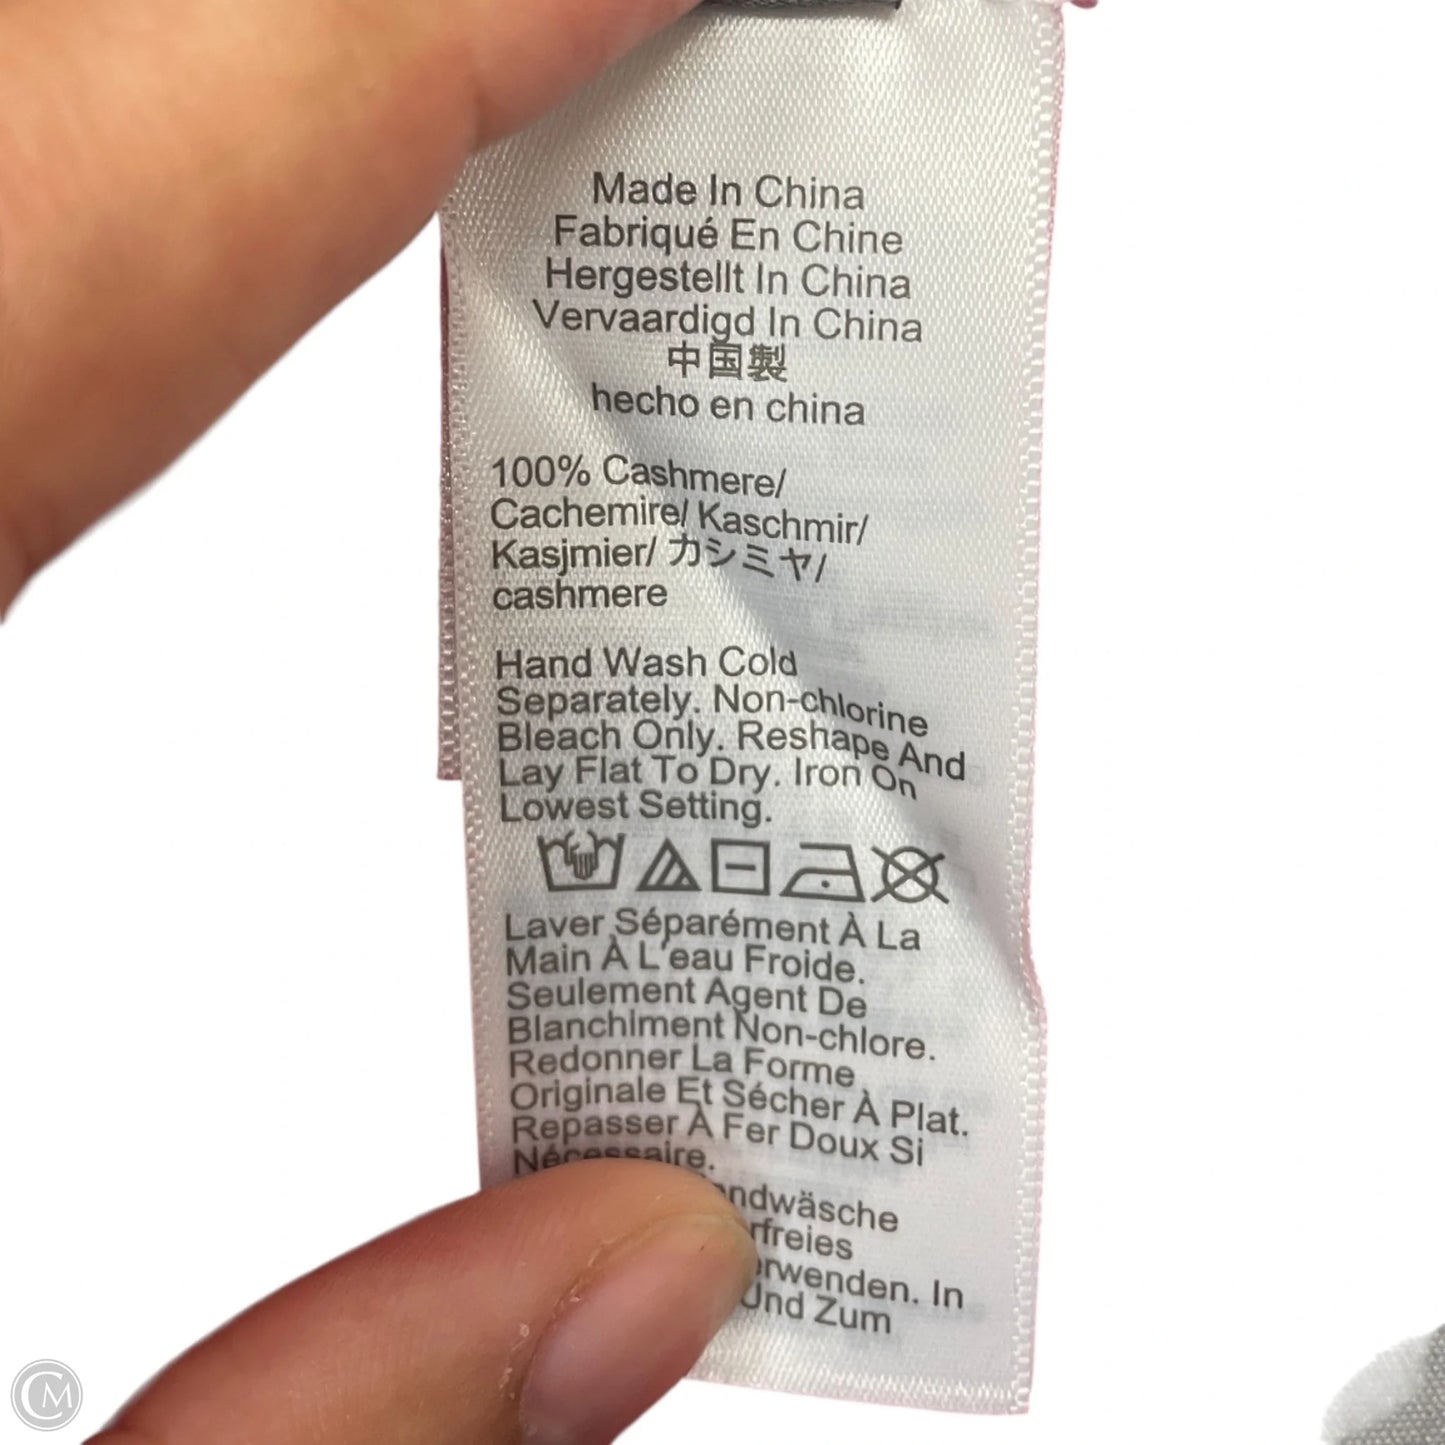 Made In China
Fabriqué En Chine
Hergestellt In China
Vervaardigd In China
中国製
hecho en china
100% Cashmere/
Cachemire/ Kaschmir/
Kasjmier/ カシミヤ/
cashmere
Hand Wash Cold
Separately. Non-chlorine
Bleach Only. Reshape And
Lay Flat To Dry. Iron On
Lowest Setting.
Laver Séparément À La
Main À L'eau Froide.
Seulement Agent De
Blanchiment Non-chlore.
Redonner La Forme
Originale Et Sécher À Plat.
Repasser À Fer Doux Si
Nécessaire.
ndwäsche
rfreies
rwenden. In
Und Zum
CM